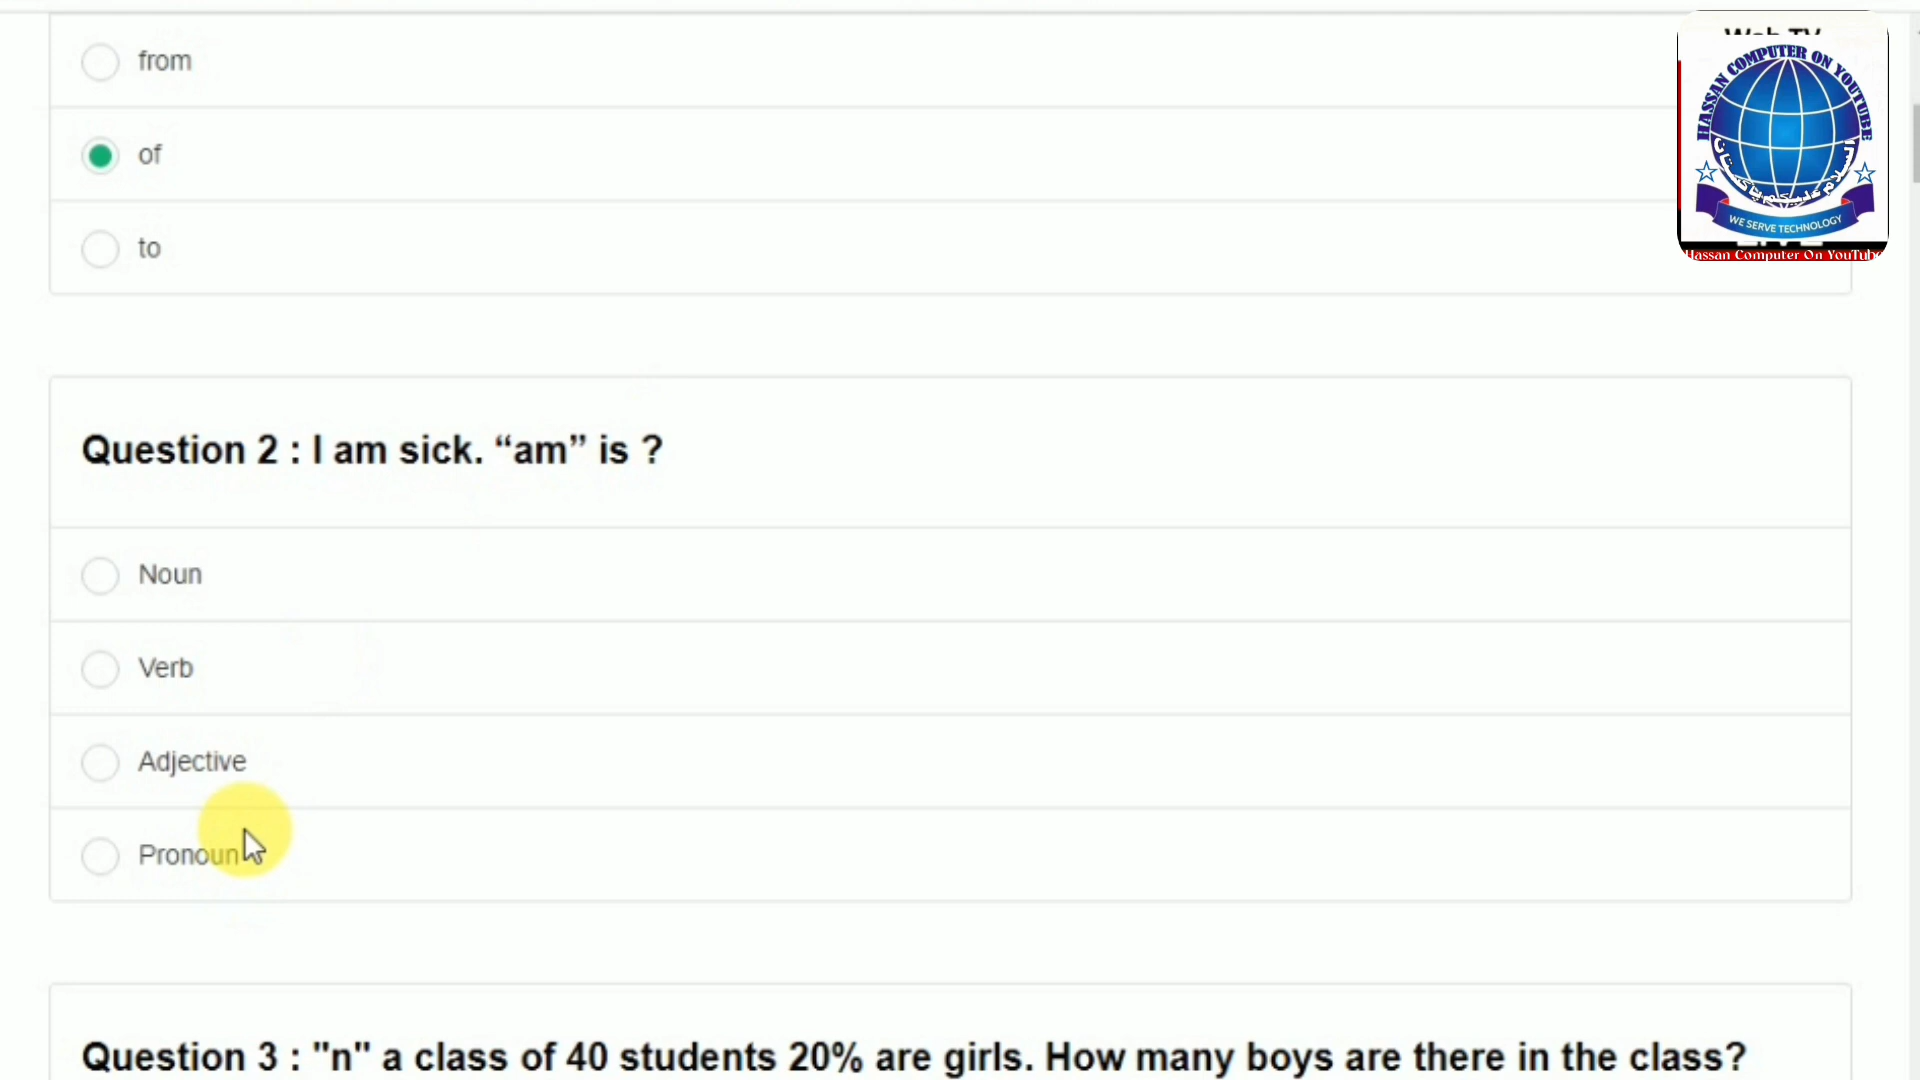 from
of
to
Web TV
HASSAN COMPUTER ON YOUTUBE
WE SERVE TECHNOLOGY
Hassan Computer On YouTube
Question 2 : I am sick. “am” is ?
Noun
Verb
Adjective
Pronoun
Question 3 : "n" a class of 40 students 20% are girls. How many boys are there in the class?